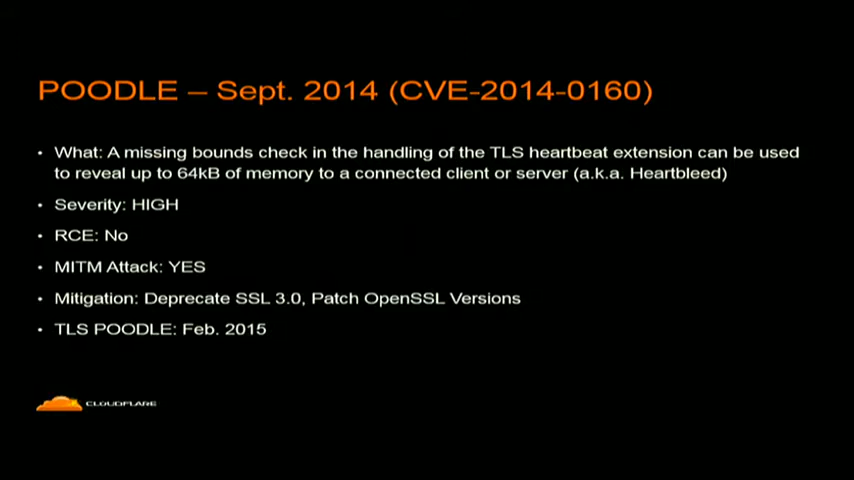 POODLE – Sept. 2014 (CVE-2014-0160)
• What: A missing bounds check in the handling of the TLS heartbeat extension can be used
to reveal up to 64kB of memory to a connected client or server (a.k.a. Heartbleed)
• Severity: HIGH
• RCE: No
• MITM Attack: YES
• Mitigation: Deprecate SSL 3.0, Patch OpenSSL Versions
• TLS POODLE: Feb. 2015
CLOUDFLARE